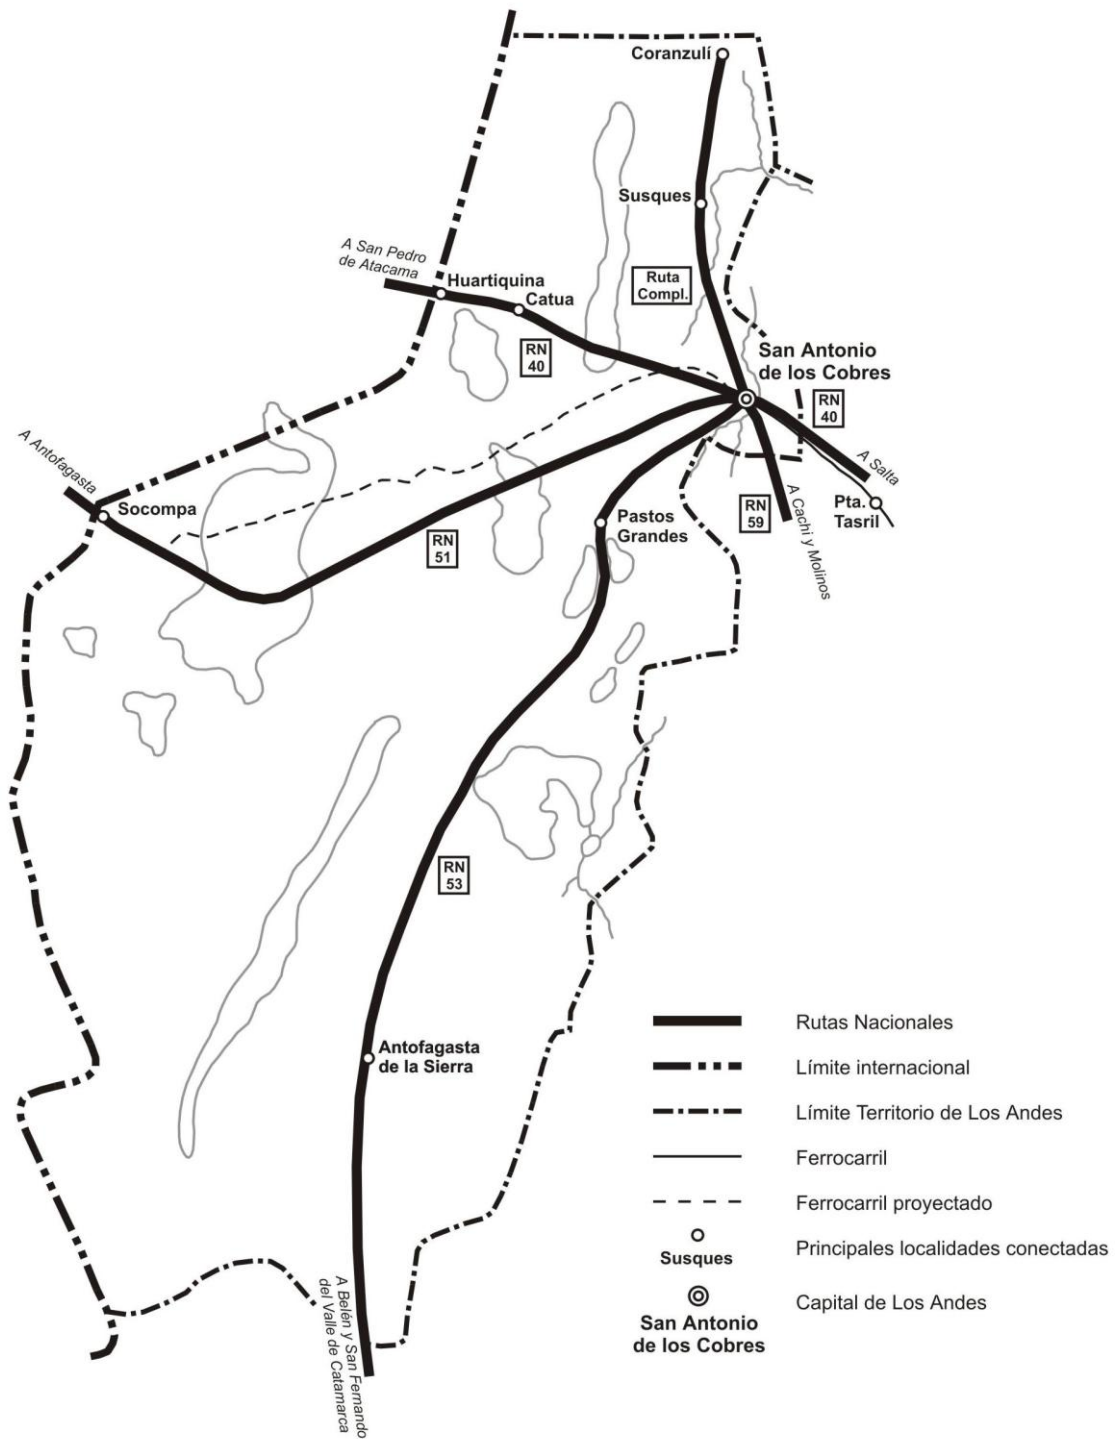 Coranzulí
Susques
A San Pedro
de Atacama
Huartiquina
Catua
Ruta
Compl.
RN
40
San Antonio
de los Cobres
RN
40
A Salta
A Antofagasta
Socompa
Pta.
Tasril
RN
59
A Cachi y Molinos
Pastos
Grandes
RN
51
RN
53
Antofagasta
de la Sierra
A Belén y San Fernando
del Valle de Catamarca
Rutas Nacionales
Límite internacional
Límite Territorio de Los Andes
Ferrocarril
Ferrocarril proyectado
Susques
Principales localidades conectadas
San Antonio
de los Cobres
Capital de Los Andes